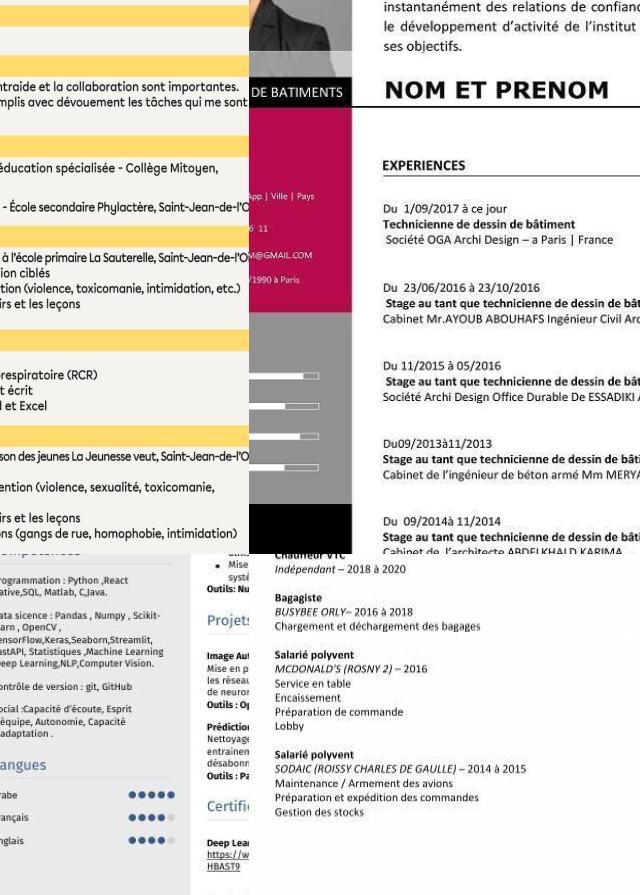 ntraide et la collaboration sont importantes.
mplis avec dévouement les tâches qui me sont
éducation spécialisée - Collège Mitoyen,
- École secondaire Phylactère, Saint-Jean-de-l'O
à l'école primaire La Sauterelle, Saint-Jean-de-l'O
ion ciblés
tion (violence, toxicomanie, intimidation, etc.)
irs et les leçons
respiratoire (RCR)
t écrit
d et Excel
son des jeunes La Jeunesse veut, Saint-Jean-de-l'O
ention (violence, sexualité, toxicomanie,
irs et les leçons
ns (gangs de rue, homophobie, intimidation)
DE BATIMENTS
App | Ville | Pays
6 11
M@GMAIL.COM
/1990 à Paris
instantanément des relations de confianc
le développement d'activité de l'institut
ses objectifs.
NOM ET PRENOM
EXPERIENCES
Du 1/09/2017 à ce jour
Technicienne de dessin de bâtiment
Société OGA Archi Design – a Paris | France
Du 23/06/2016 à 23/10/2016
Stage au tant que technicienne de dessin de bât
Cabinet Mr.AYOUB ABOUHAFS Ingénieur Civil Arc
Du 11/2015 à 05/2016
Stage au tant que technicienne de dessin de bât
Société Archi Design Office Durable De ESSADIKI A
Du09/2013à11/2013
Stage au tant que technicienne de dessin de bâti
Cabinet de l'ingénieur de béton armé Mm MERYA
Du 09/2014à 11/2014
Stage au tant que technicienne de dessin de bâti
Cabinet de l'architecte ABDELKHALD KARIMA
rogrammation : Python ,React
ative,SQL, Matlab, C,Java.
ata sicence : Pandas , Numpy , Scikit-
arn , OpenCV ,
ensorFlow,Keras,Seaborn,Streamlit,
astAPI, Statistiques ,Machine Learning
Deep Learning,NLP,Computer Vision.
ontrôle de version : git, GitHub
ocial :Capacité d'écoute, Esprit
'équipe, Autonomie, Capacité
'adaptation .
angues
rabe
rançais
nglais
• Mise
systè
Outils: Nu
Projets
Image Aut
Mise en p
les réseau
de neuror
Outils : Op
Prédiction
Nettoyage
entrainen
désabonn
Outils : Pa
Certifi
Deep Lear
https://w
HBAST9
Chauffeur VTC
Indépendant – 2018 à 2020
Bagagiste
BUSYBEE ORLY– 2016 à 2018
Chargement et déchargement des bagages
Salarié polyvent
MCDONALD'S (ROSNY 2) – 2016
Service en table
Encaissement
Préparation de commande
Lobby
Salarié polyvent
SODAIC (ROISSY CHARLES DE GAULLE) – 2014 à 2015
Maintenance / Armement des avions
Préparation et expédition des commandes
Gestion des stocks